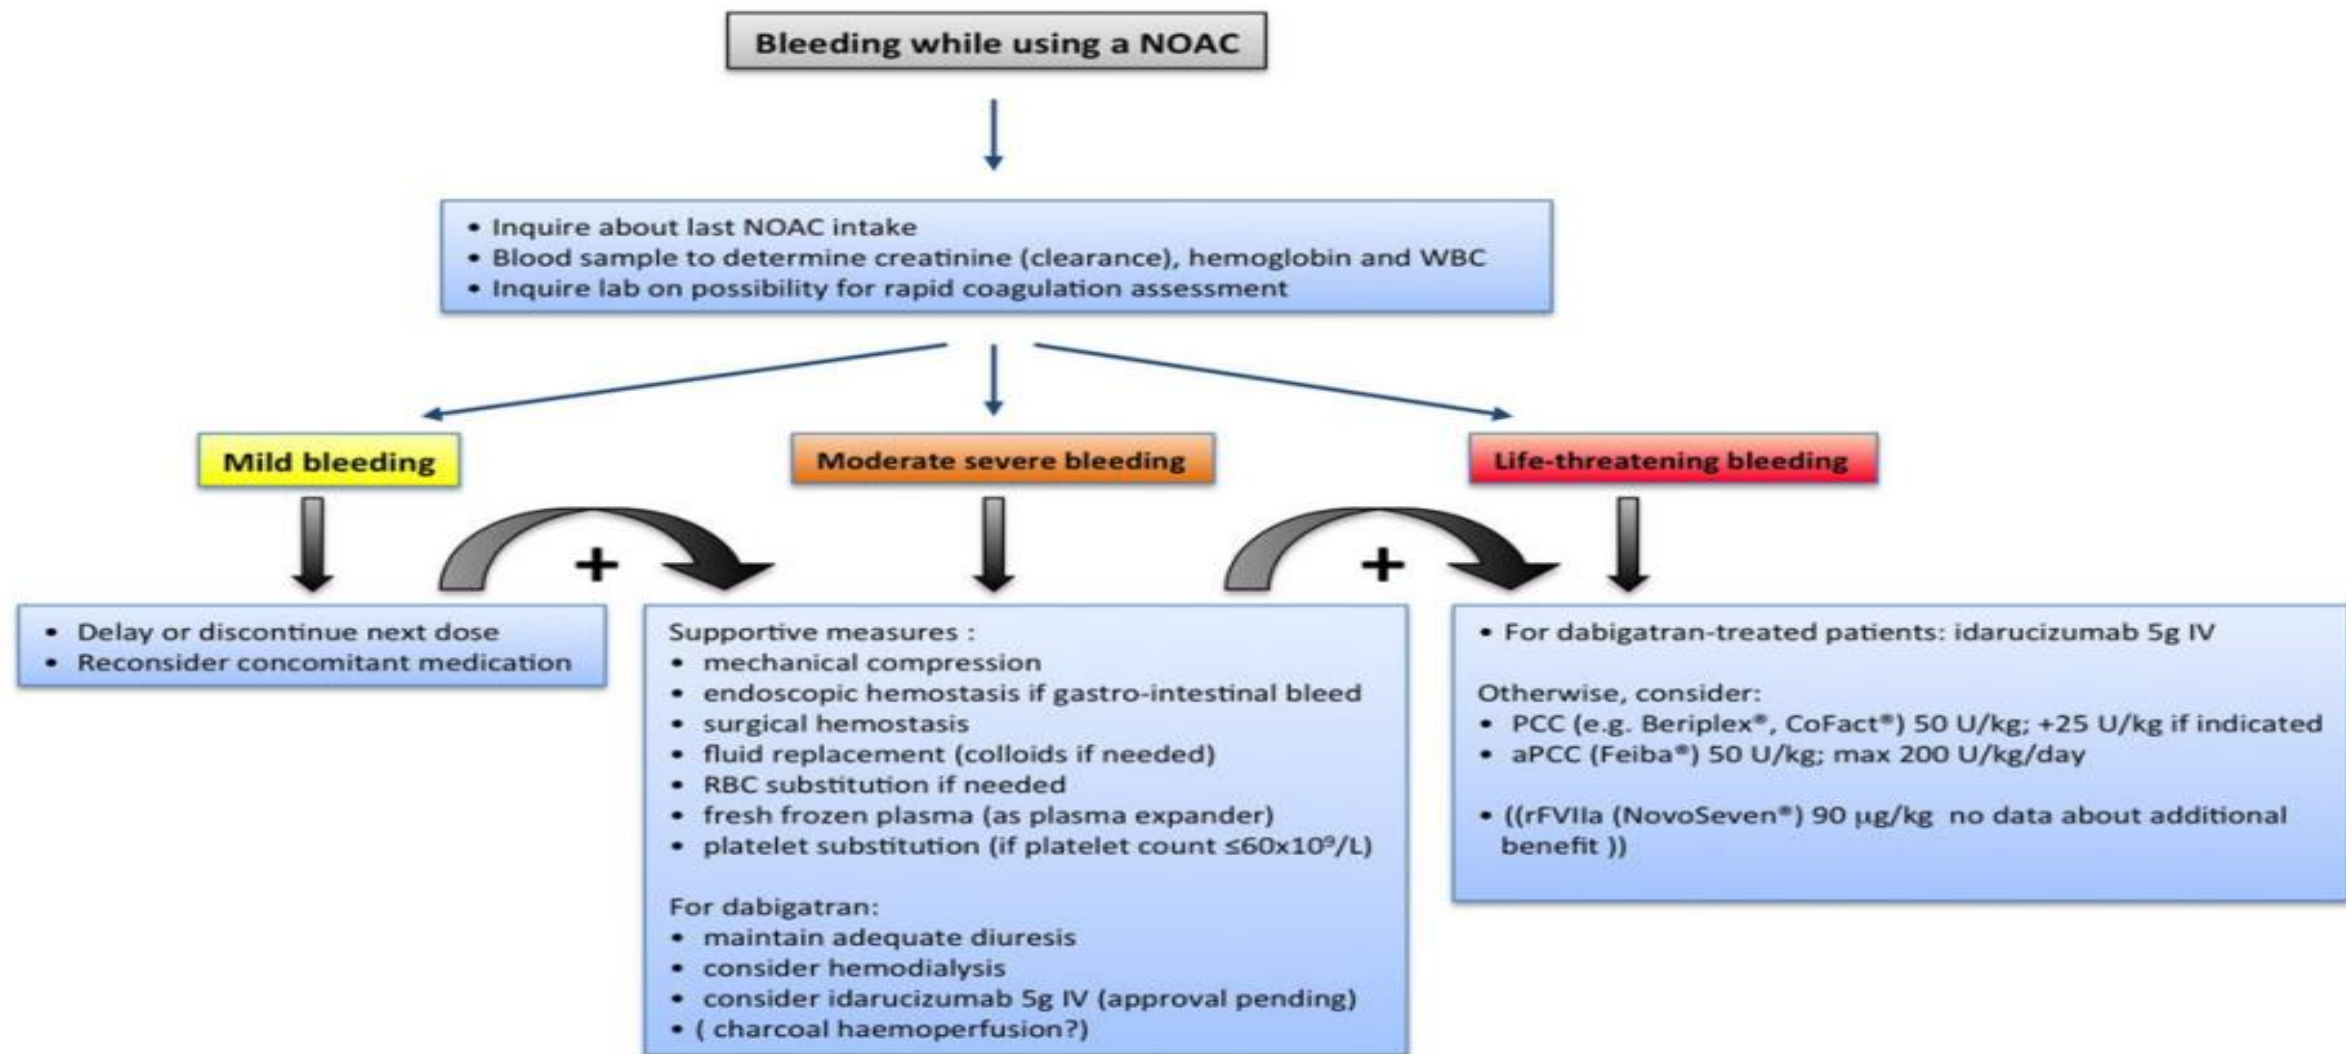 Bleeding while using a NOAC
• Inquire about last NOAC intake
• Blood sample to determine creatinine (clearance), hemoglobin and WBC
• Inquire lab on possibility for rapid coagulation assessment
Mild bleeding
Moderate severe bleeding
Life-threatening bleeding
+
+
• Delay or discontinue next dose
• Reconsider concomitant medication
Supportive measures :
• mechanical compression
• endoscopic hemostasis if gastro-intestinal bleed
• surgical hemostasis
• fluid replacement (colloids if needed)
• RBC substitution if needed
• fresh frozen plasma (as plasma expander)
• platelet substitution (if platelet count ≤60x10⁹/L)
For dabigatran:
• maintain adequate diuresis
• consider hemodialysis
• consider idarucizumab 5g IV (approval pending)
• ( charcoal haemoperfusion?)
• For dabigatran-treated patients: idarucizumab 5g IV
Otherwise, consider:
• PCC (e.g. Beriplex®, CoFact®) 50 U/kg; +25 U/kg if indicated
• aPCC (Feiba®) 50 U/kg; max 200 U/kg/day
• ((rFVIIa (NovoSeven®) 90 µg/kg no data about additional
benefit ))